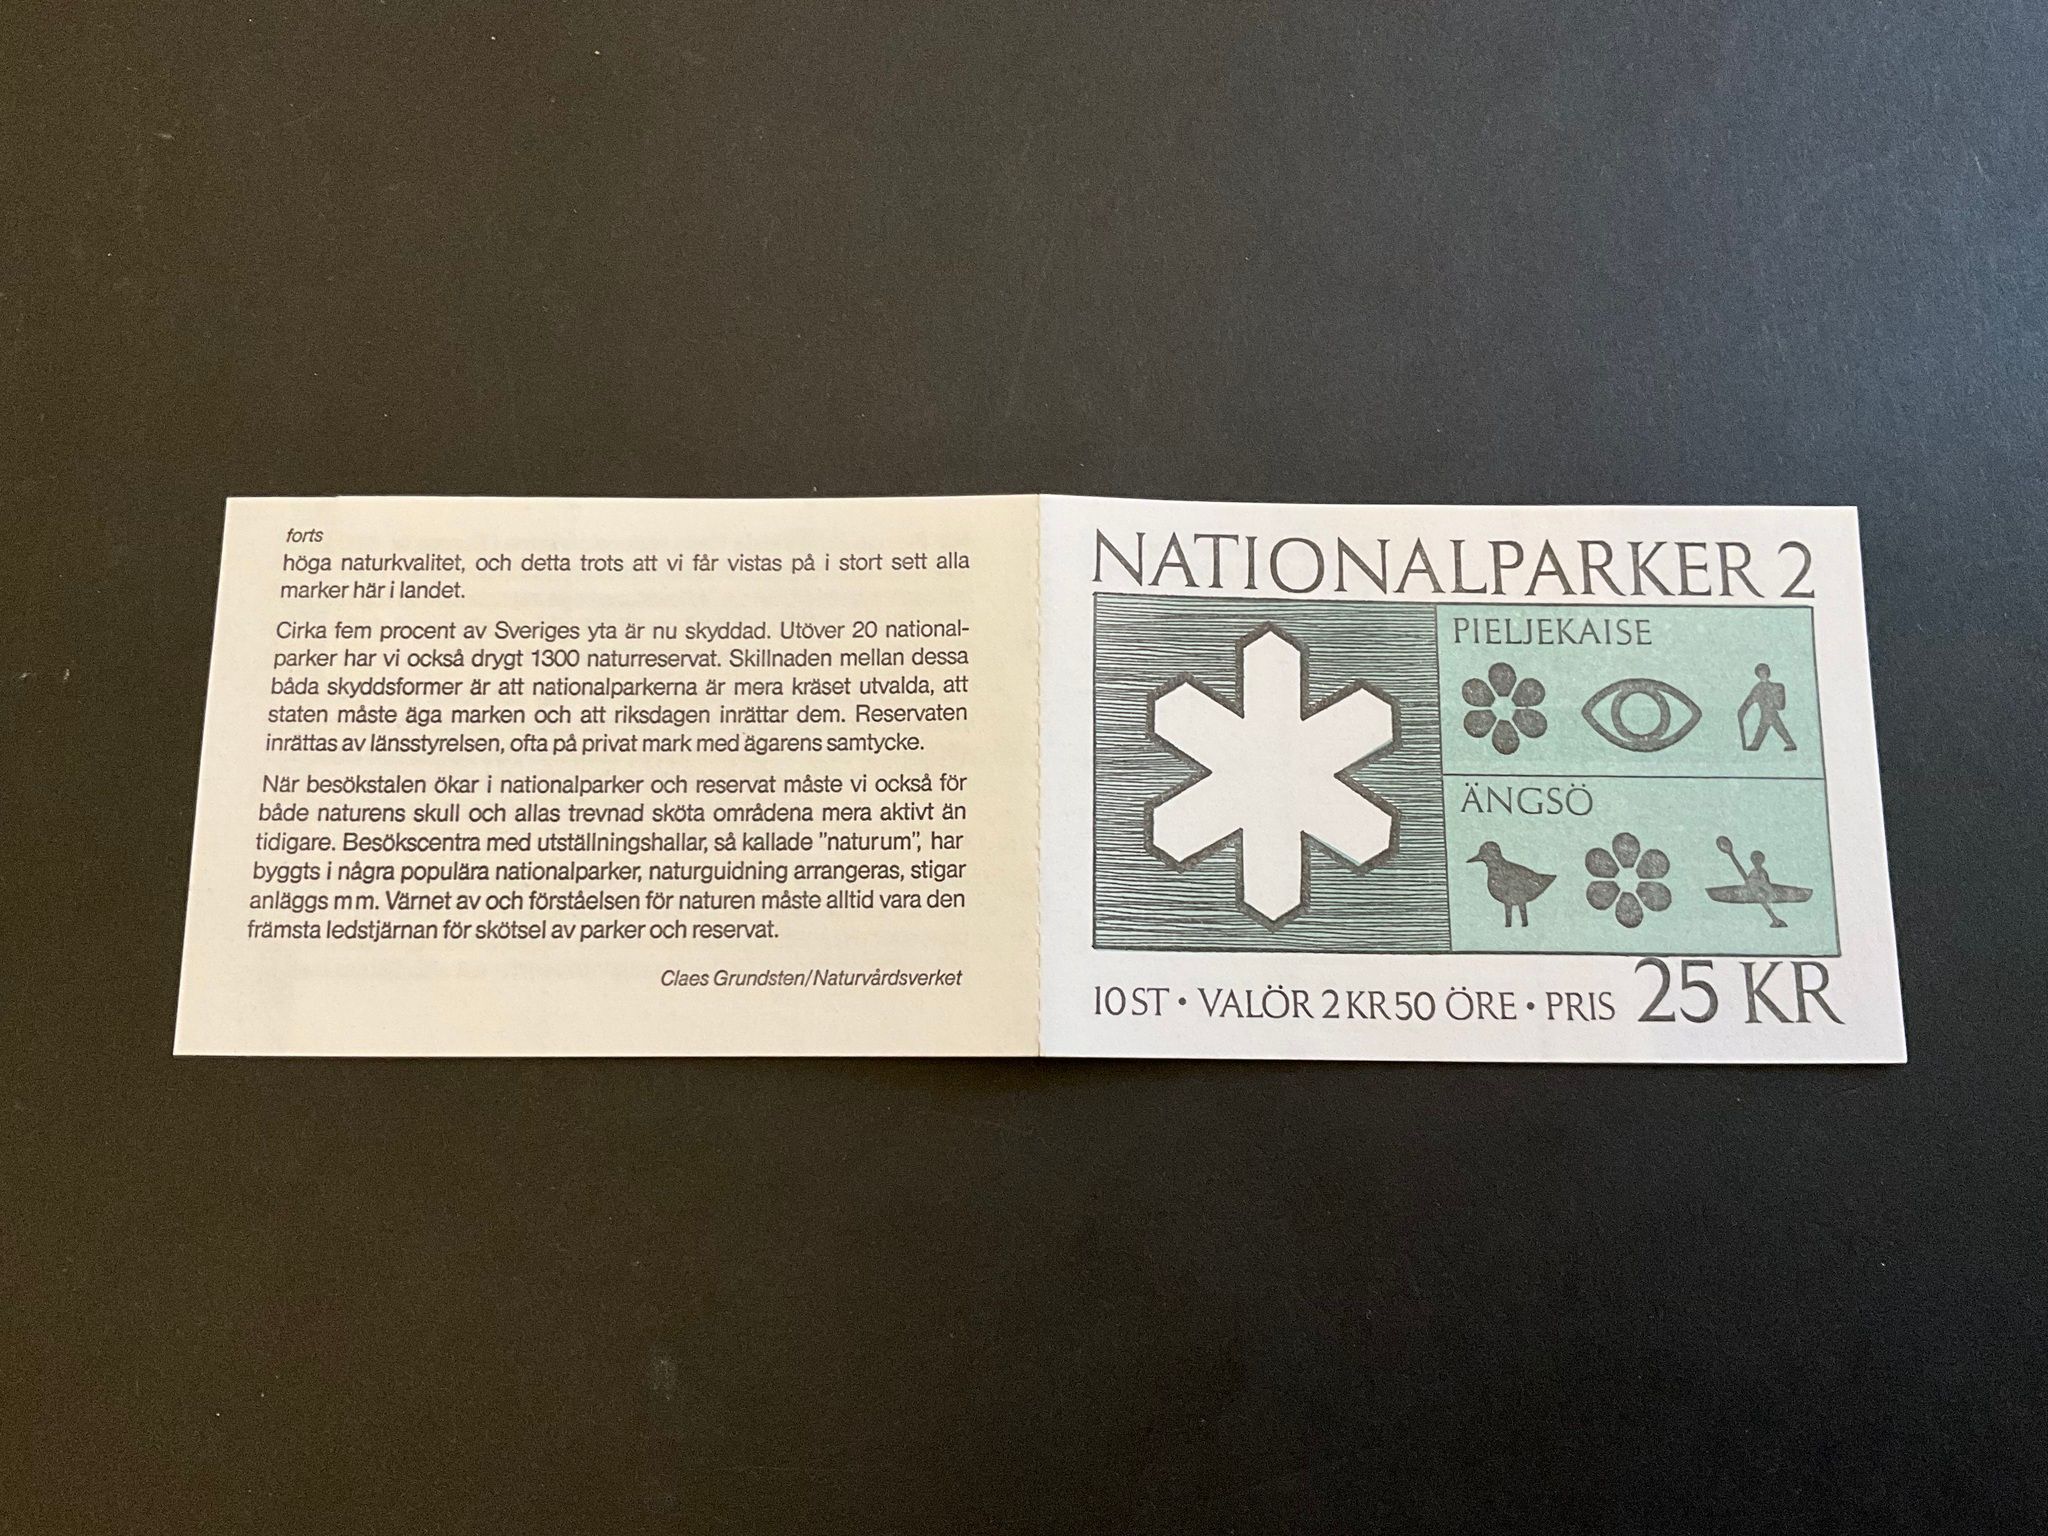 forts
höga naturkvalitet, och detta trots att vi får vistas på i stort sett alla
marker här i landet.
Cirka fem procent av Sveriges yta är nu skyddad. Utöver 20 national-
parker har vi också drygt 1300 naturreservat. Skillnaden mellan dessa
båda skyddsformer är att nationalparkerna är mera kräset utvalda, att
staten måste äga marken och att riksdagen inrättar dem. Reservaten
inrättas av länsstyrelsen, ofta på privat mark med ägarens samtycke.
När besökstalen ökar i nationalparker och reservat måste vi också för
både naturens skull och allas trevnad sköta områdena mera aktivt än
tidigare. Besökscentra med utställningshallar, så kallade "naturum", har
byggts i några populära nationalparker, naturguidning arrangeras, stigar
anläggs m m. Värnet av och förståelsen för naturen måste alltid vara den
främsta ledstjärnan för skötsel av parker och reservat.
Claes Grundsten/Naturvårdsverket
NATIONALPARKER 2
PIELJEKAISE
ÄNGSÖ
10 ST • VALÖR 2 KR 50 ÖRE • PRIS 25 KR